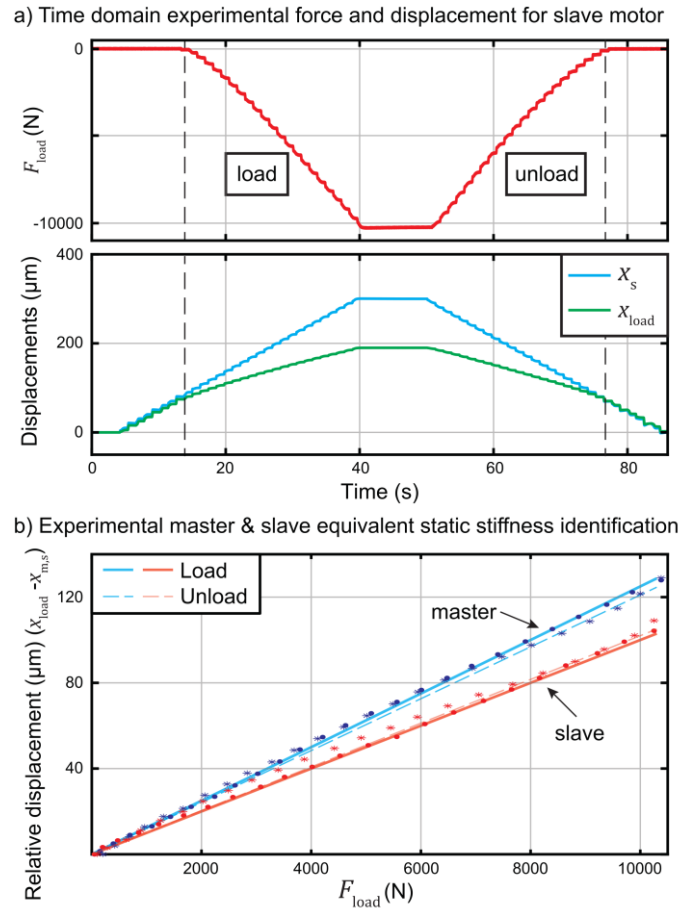 a) Time domain experimental force and displacement for slave motor
0
F_load (N)
load
unload
-10000
400
Displacements (μm)
x_s
x_load
200
0
0
20
40
60
80
Time (s)
b) Experimental master & slave equivalent static stiffness identification
Relative displacement (μm) (x_load -x_m,s)
Load
Unload
120
master
80
slave
40
2000
4000
6000
8000
10000
F_load (N)